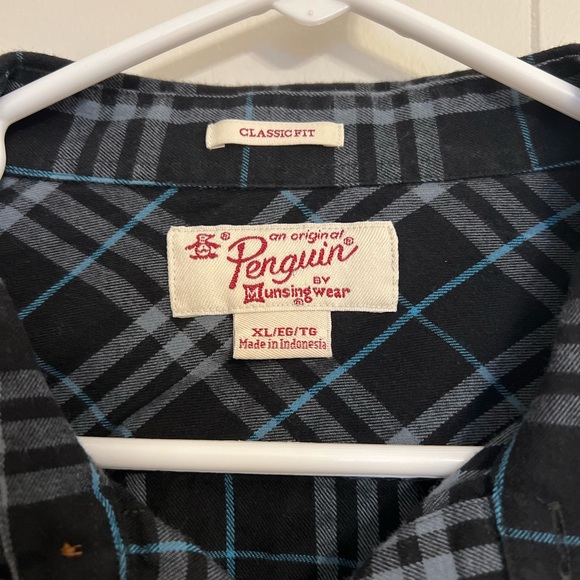 CLASSIC FIT
an original
Penguin®
BY
Munsingwear
®
XL/EG/TG
Made in Indonesia